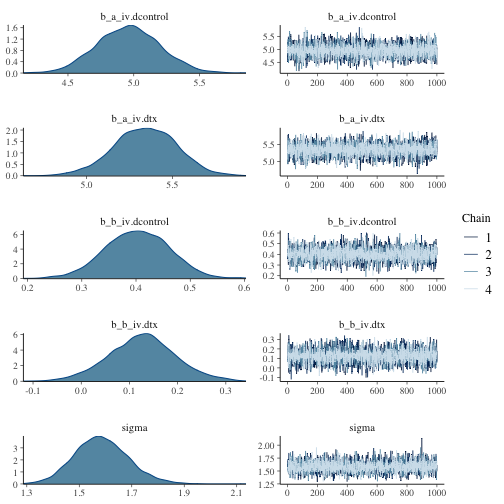 b_a_iv.dcontrol
1.6
1.2
0.8
0.4
0.0
4.5 5.0 5.5
b_a_iv.dcontrol
5.5
5.0
4.5
0 200 400 600 800 1000
b_a_iv.dtx
2.0
1.5
1.0
0.5
0.0
5.0 5.5
b_a_iv.dtx
5.5
5.0
0 200 400 600 800 1000
b_b_iv.dcontrol
6
4
2
0
0.2 0.3 0.4 0.5 0.6
b_b_iv.dcontrol
0.6
0.5
0.4
0.3
0.2
0 200 400 600 800 1000
Chain
1
2
3
4
b_b_iv.dtx
6
4
2
0
-0.1 0.0 0.1 0.2 0.3
b_b_iv.dtx
0.3
0.2
0.1
0.0
-0.1
0 200 400 600 800 1000
sigma
3
2
1
0
1.3 1.5 1.7 1.9 2.1
sigma
2.00
1.75
1.50
1.25
0 200 400 600 800 1000